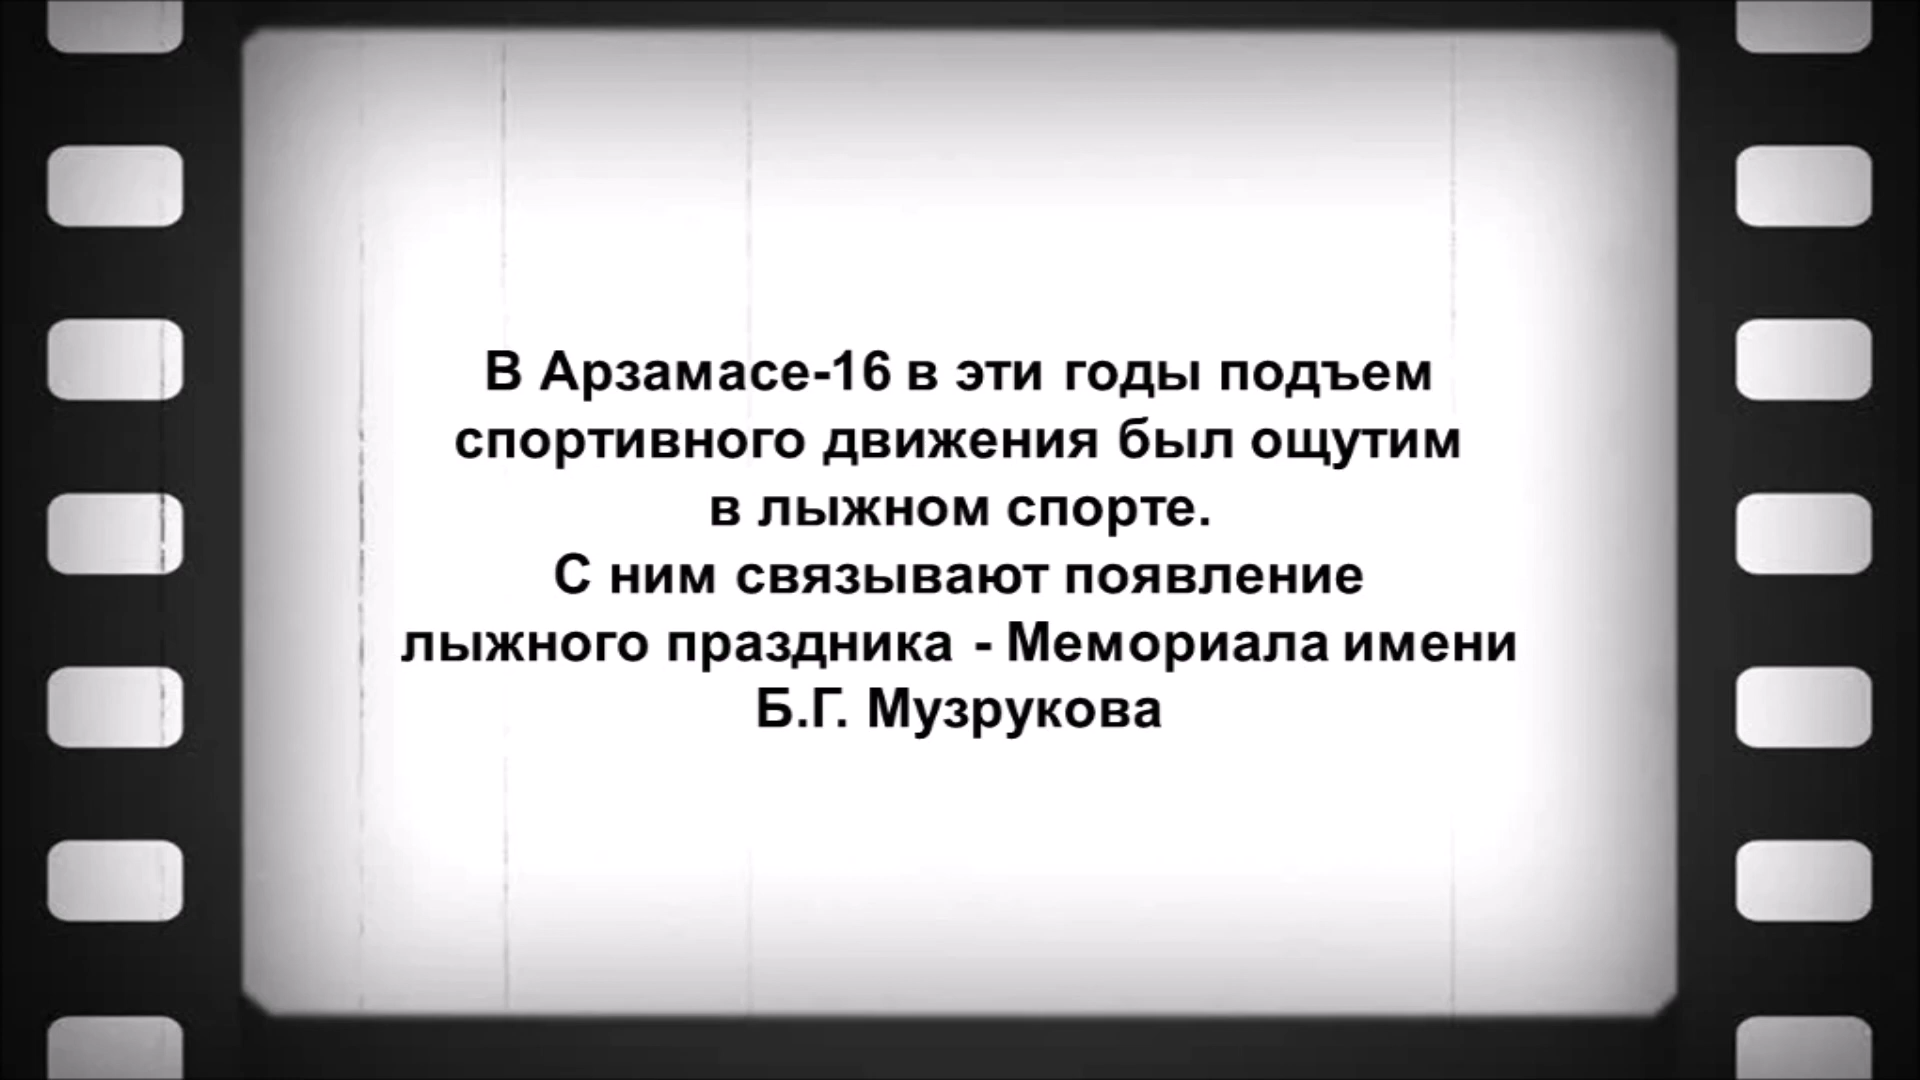 В Арзамасе-16 в эти годы подъем
спортивного движения был ощутим
в лыжном спорте.
С ним связывают появление
лыжного праздника - Мемориала имени
Б.Г. Музрукова